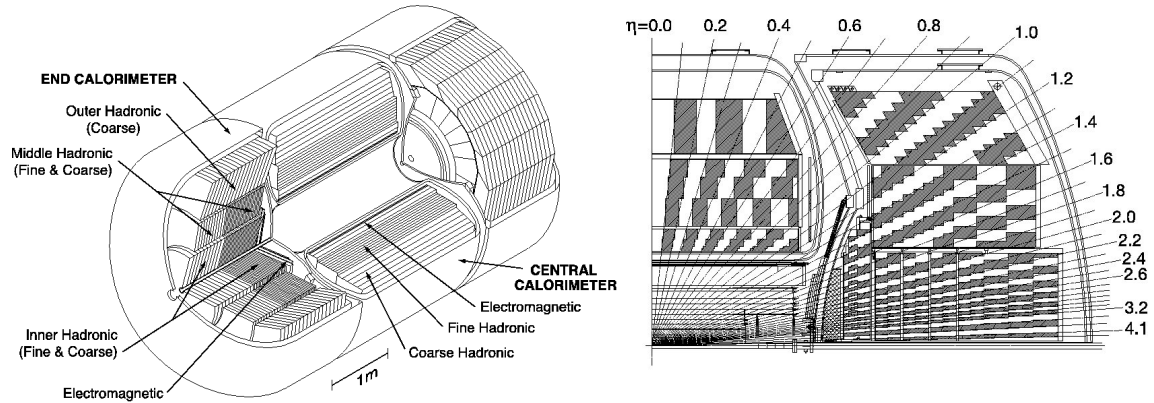 END CALORIMETER
Outer Hadronic
(Coarse)
Middle Hadronic
(Fine & Coarse)
Inner Hadronic
(Fine & Coarse)
Electromagnetic
1m
CENTRAL
CALORIMETER
Electromagnetic
Fine Hadronic
Coarse Hadronic
η=0.0
0.2
0.4
0.6
0.8
1.0
1.2
1.4
1.6
1.8
2.0
2.2
2.4
2.6
3.2
4.1